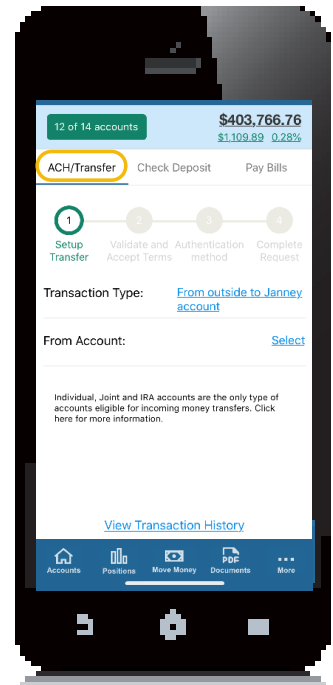 12 of 14 accounts
$403,766.76
$1,109.89 0.28%
ACH/Transfer Check Deposit Pay Bills
1 2 3 4
Setup Validate and Authentication Complete
Transfer Accept Terms method Request
Transaction Type: From outside to Janney
account
From Account: Select
Individual, Joint and IRA accounts are the only type of
accounts eligible for incoming money transfers. Click
here for more information.
View Transaction History
PDF
Accounts Positions Move Money Documents More